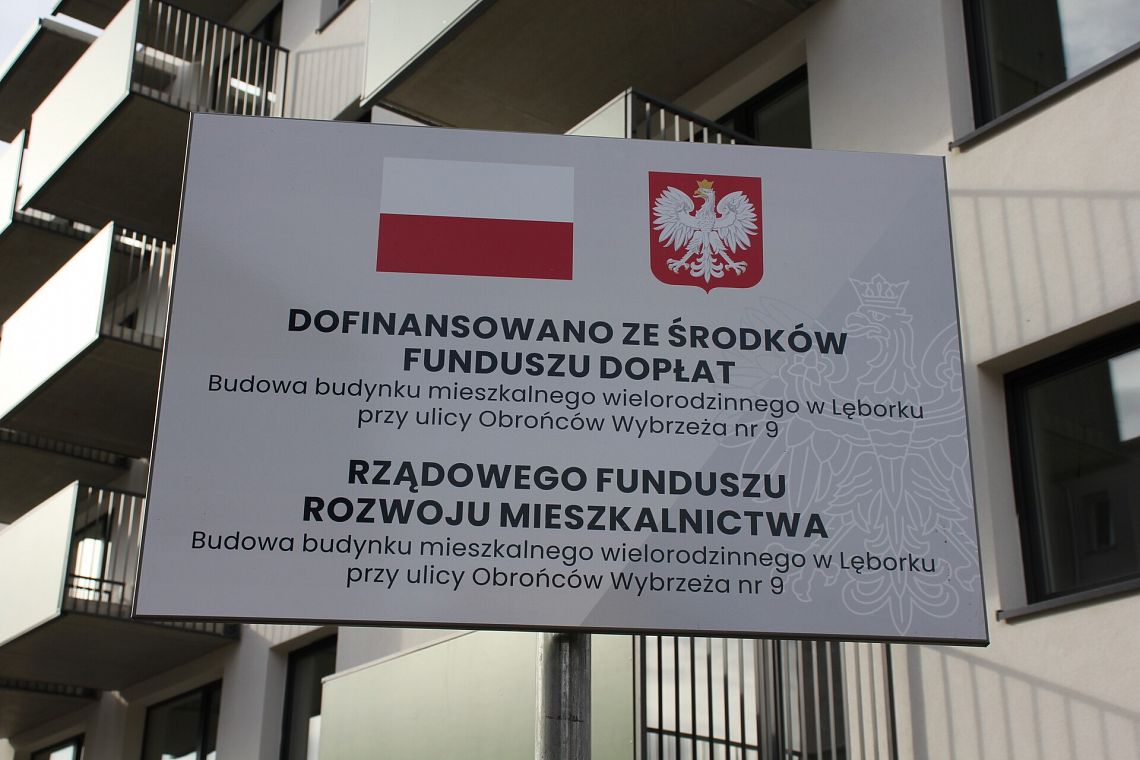 DOFINANSOWANO ZE ŚRODKÓW
FUNDUSZU DOPŁAT
Budowa budynku mieszkalnego wielorodzinnego w Lęborku
przy ulicy Obrońców Wybrzeża nr 9
RZĄDOWEGO FUNDUSZU
ROZWOJU MIESZKALNICTWA
Budowa budynku mieszkalnego wielorodzinnego w Lęborku
przy ulicy Obrońców Wybrzeża nr 9